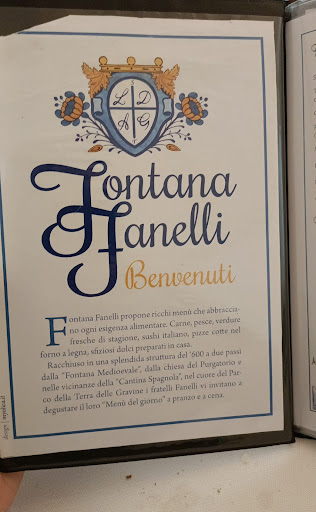 L D
A G
Fontana
Fanelli
Benvenuti
Fontana Fanelli propone ricchi menù che abbraccia-
no ogni esigenza alimentare. Carne, pesce, verdure
fresche di stagione, sushi italiano, pizze cotte nel
forno a legna, sfiziosi dolci preparati in casa.
Racchiuso in una splendida struttura del '600 a due passi
dalla "Fontana Medioevale", dalla chiesa del Purgatorio e
nelle vicinanze della "Cantina Spagnola", nel cuore del Par-
co della Terra delle Gravine i fratelli Fanelli vi invitano a
degustare il loro "Menù del giorno" a pranzo e a cena.